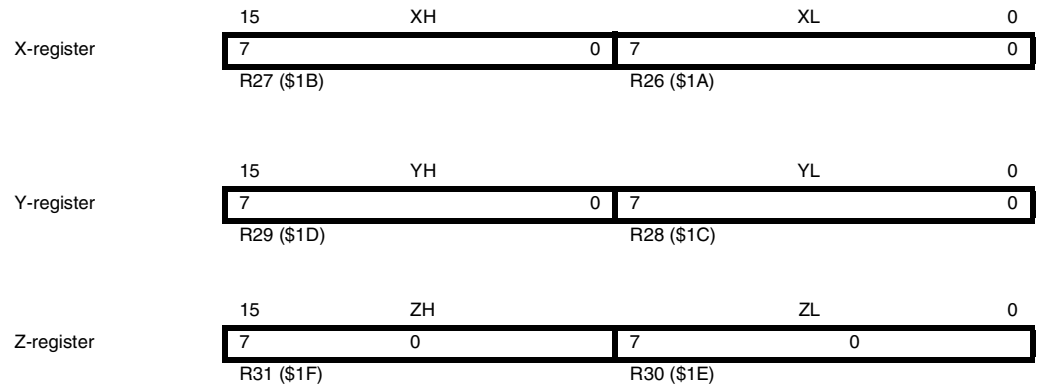 15 XH XL 0
X-register 7 0 7 0
R27 ($1B) R26 ($1A)
15 YH YL 0
Y-register 7 0 7 0
R29 ($1D) R28 ($1C)
15 ZH ZL 0
Z-register 7 0 7 0
R31 ($1F) R30 ($1E)